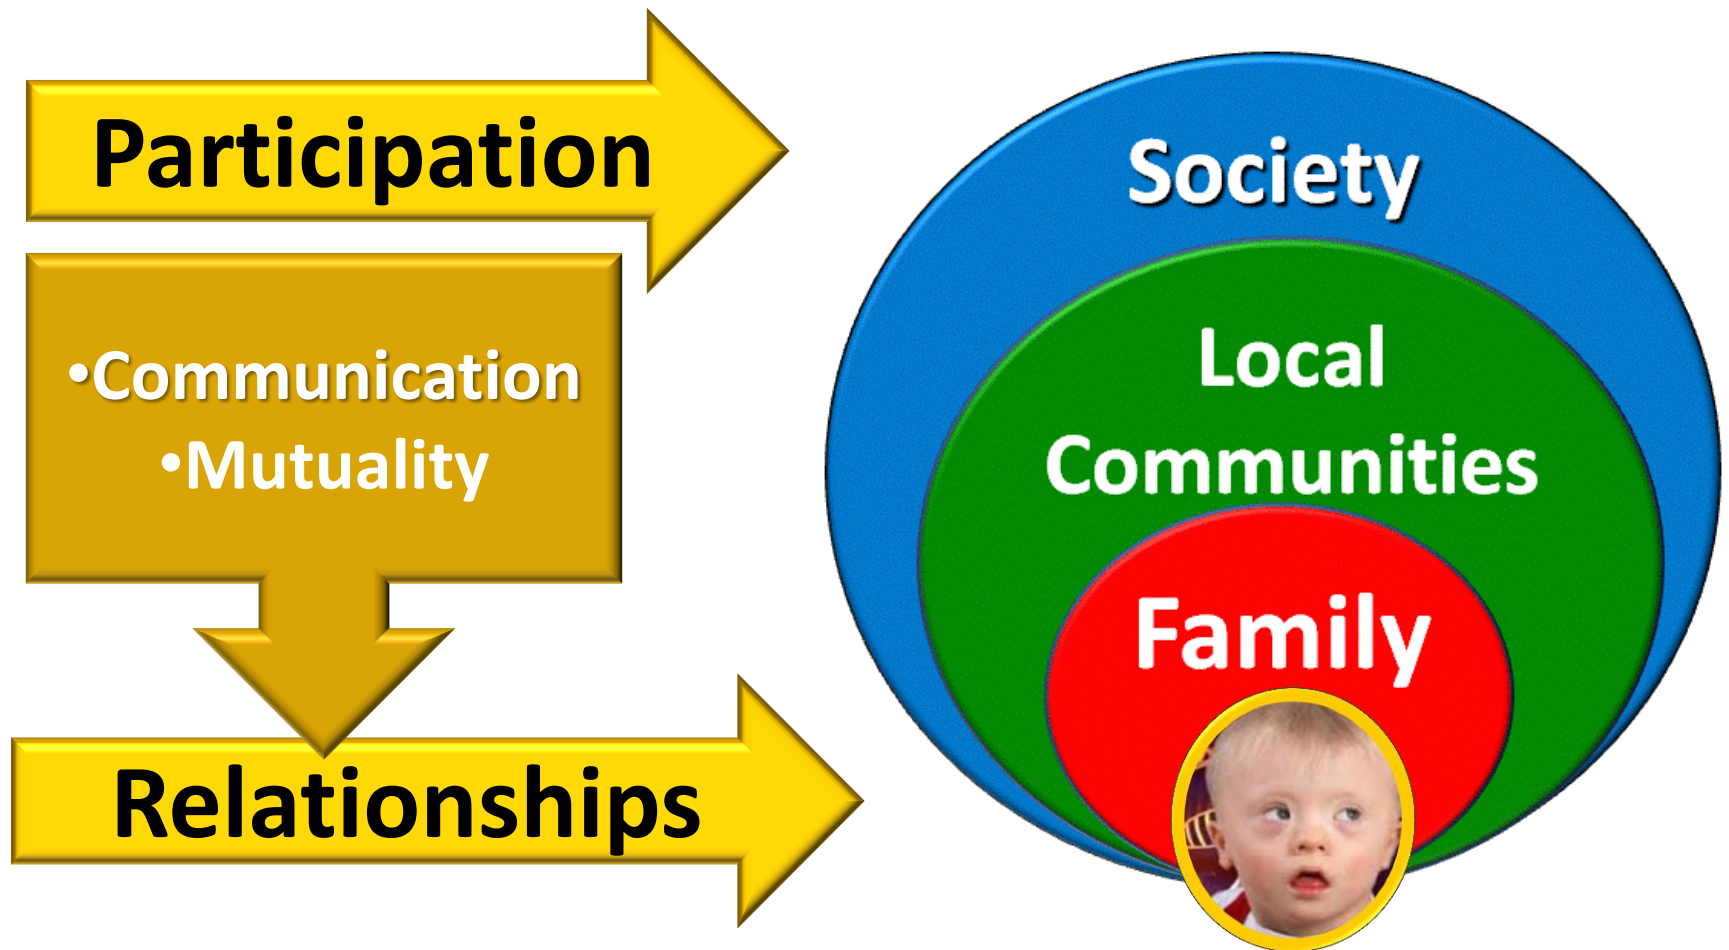 Participation
•Communication
•Mutuality
Relationships
Society
Local
Communities
Family